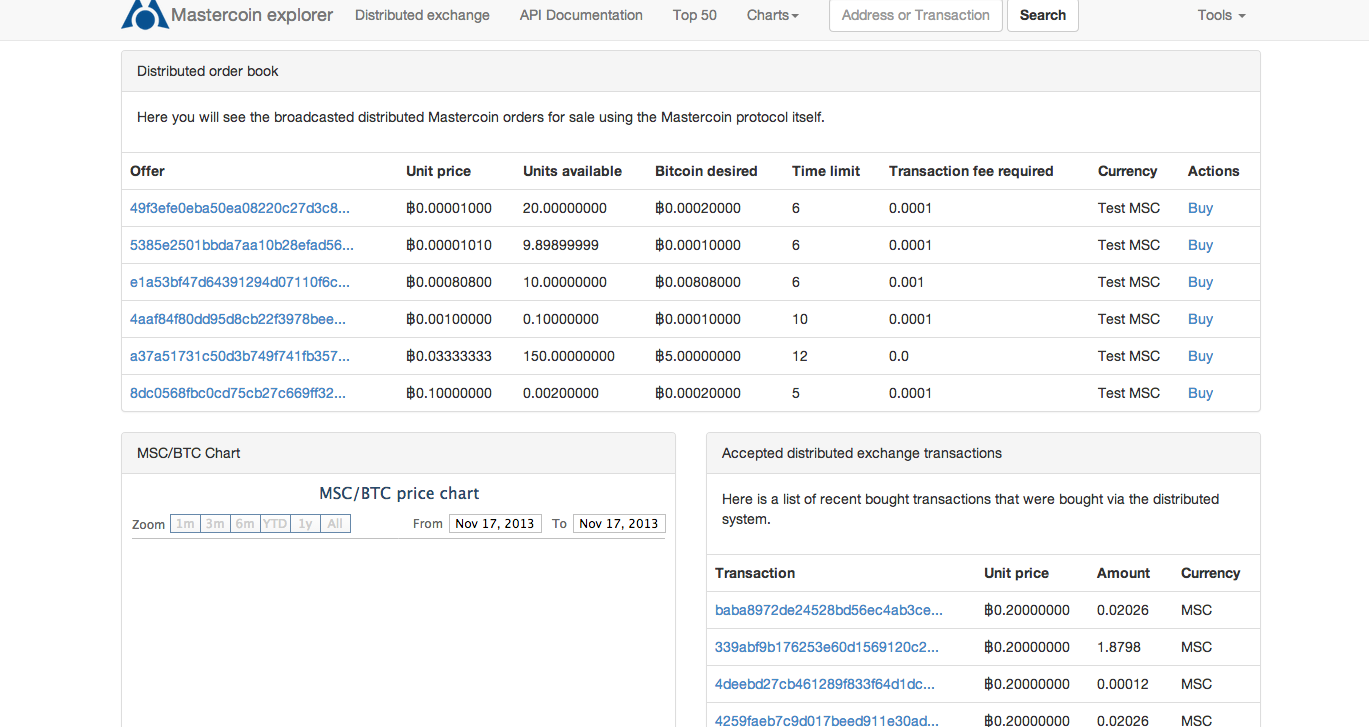 Mastercoin explorer Distributed exchange API Documentation Top 50 Charts Address or Transaction Search Tools
Distributed order book
Here you will see the broadcasted distributed Mastercoin orders for sale using the Mastercoin protocol itself.
Offer Unit price Units available Bitcoin desired Time limit Transaction fee required Currency Actions
49f3efe0eba50ea08220c27d3c8... ฿0.00001000 20.00000000 ฿0.00020000 6 0.0001 Test MSC Buy
5385e2501bbda7aa10b28efad56... ฿0.00001010 9.89899999 ฿0.00010000 6 0.0001 Test MSC Buy
e1a53bf47d64391294d07110f6c... ฿0.00080800 10.00000000 ฿0.00808000 6 0.001 Test MSC Buy
4aaf84f80dd95d8cb22f3978bee... ฿0.00100000 0.10000000 ฿0.00010000 10 0.0001 Test MSC Buy
a37a51731c50d3b749f741fb357... ฿0.03333333 150.00000000 ฿5.00000000 12 0.0 Test MSC Buy
8dc0568fbc0cd75cb27c669ff32... ฿0.10000000 0.00200000 ฿0.00020000 5 0.0001 Test MSC Buy
MSC/BTC Chart
MSC/BTC price chart
Zoom 1m 3m 6m YTD 1y All From Nov 17, 2013 To Nov 17, 2013
Accepted distributed exchange transactions
Here is a list of recent bought transactions that were bought via the distributed
system.
Transaction Unit price Amount Currency
baba8972de24528bd56ec4ab3ce... ฿0.20000000 0.02026 MSC
339abf9b176253e60d1569120c2... ฿0.20000000 1.8798 MSC
4deebd27cb461289f833f64d1dc... ฿0.20000000 0.00012 MSC
4259faeb7c9d017beed911e30ad... ฿0.20000000 0.02026 MSC